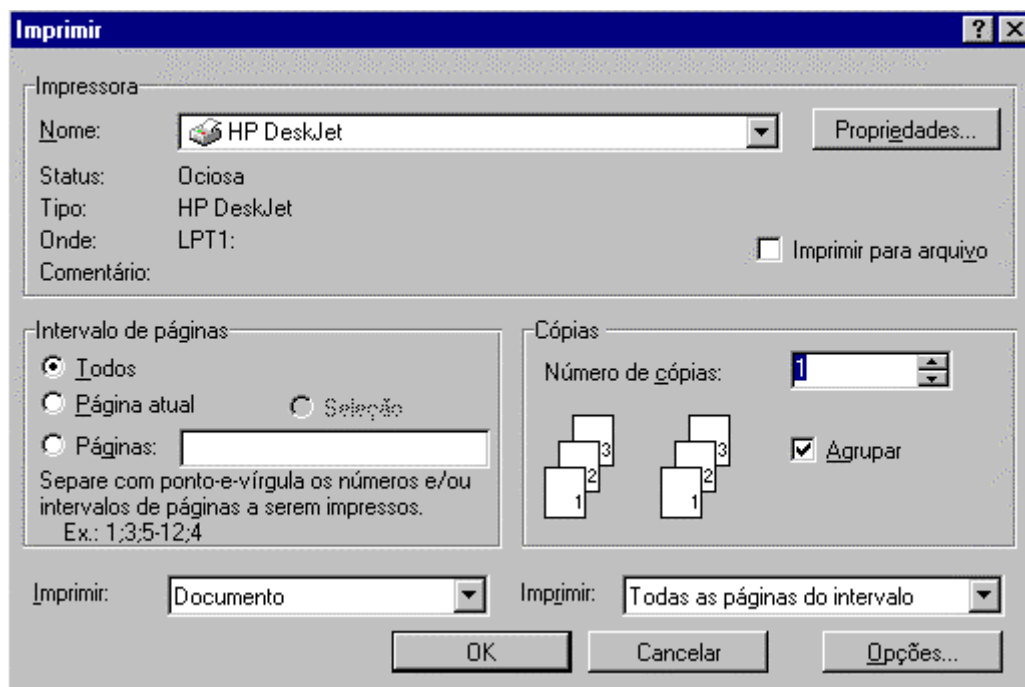 Imprimir
Impressora
Nome: HP DeskJet Propriedades...
Status: Ociosa
Tipo: HP DeskJet
Onde: LPT1:
Imprimir para arquivo
Comentário:
Intervalo de páginas
Todos
Página atual Seleção
Páginas:
Separe com ponto-e-vírgula os números e/ou
intervalos de páginas a serem impressos.
Ex.: 1;3;5-12;4
Cópias
Número de cópias: 1
3 3
2 2
1 1
Agrupar
Imprimir: Documento Imprimir: Todas as páginas do intervalo
OK Cancelar Opções...